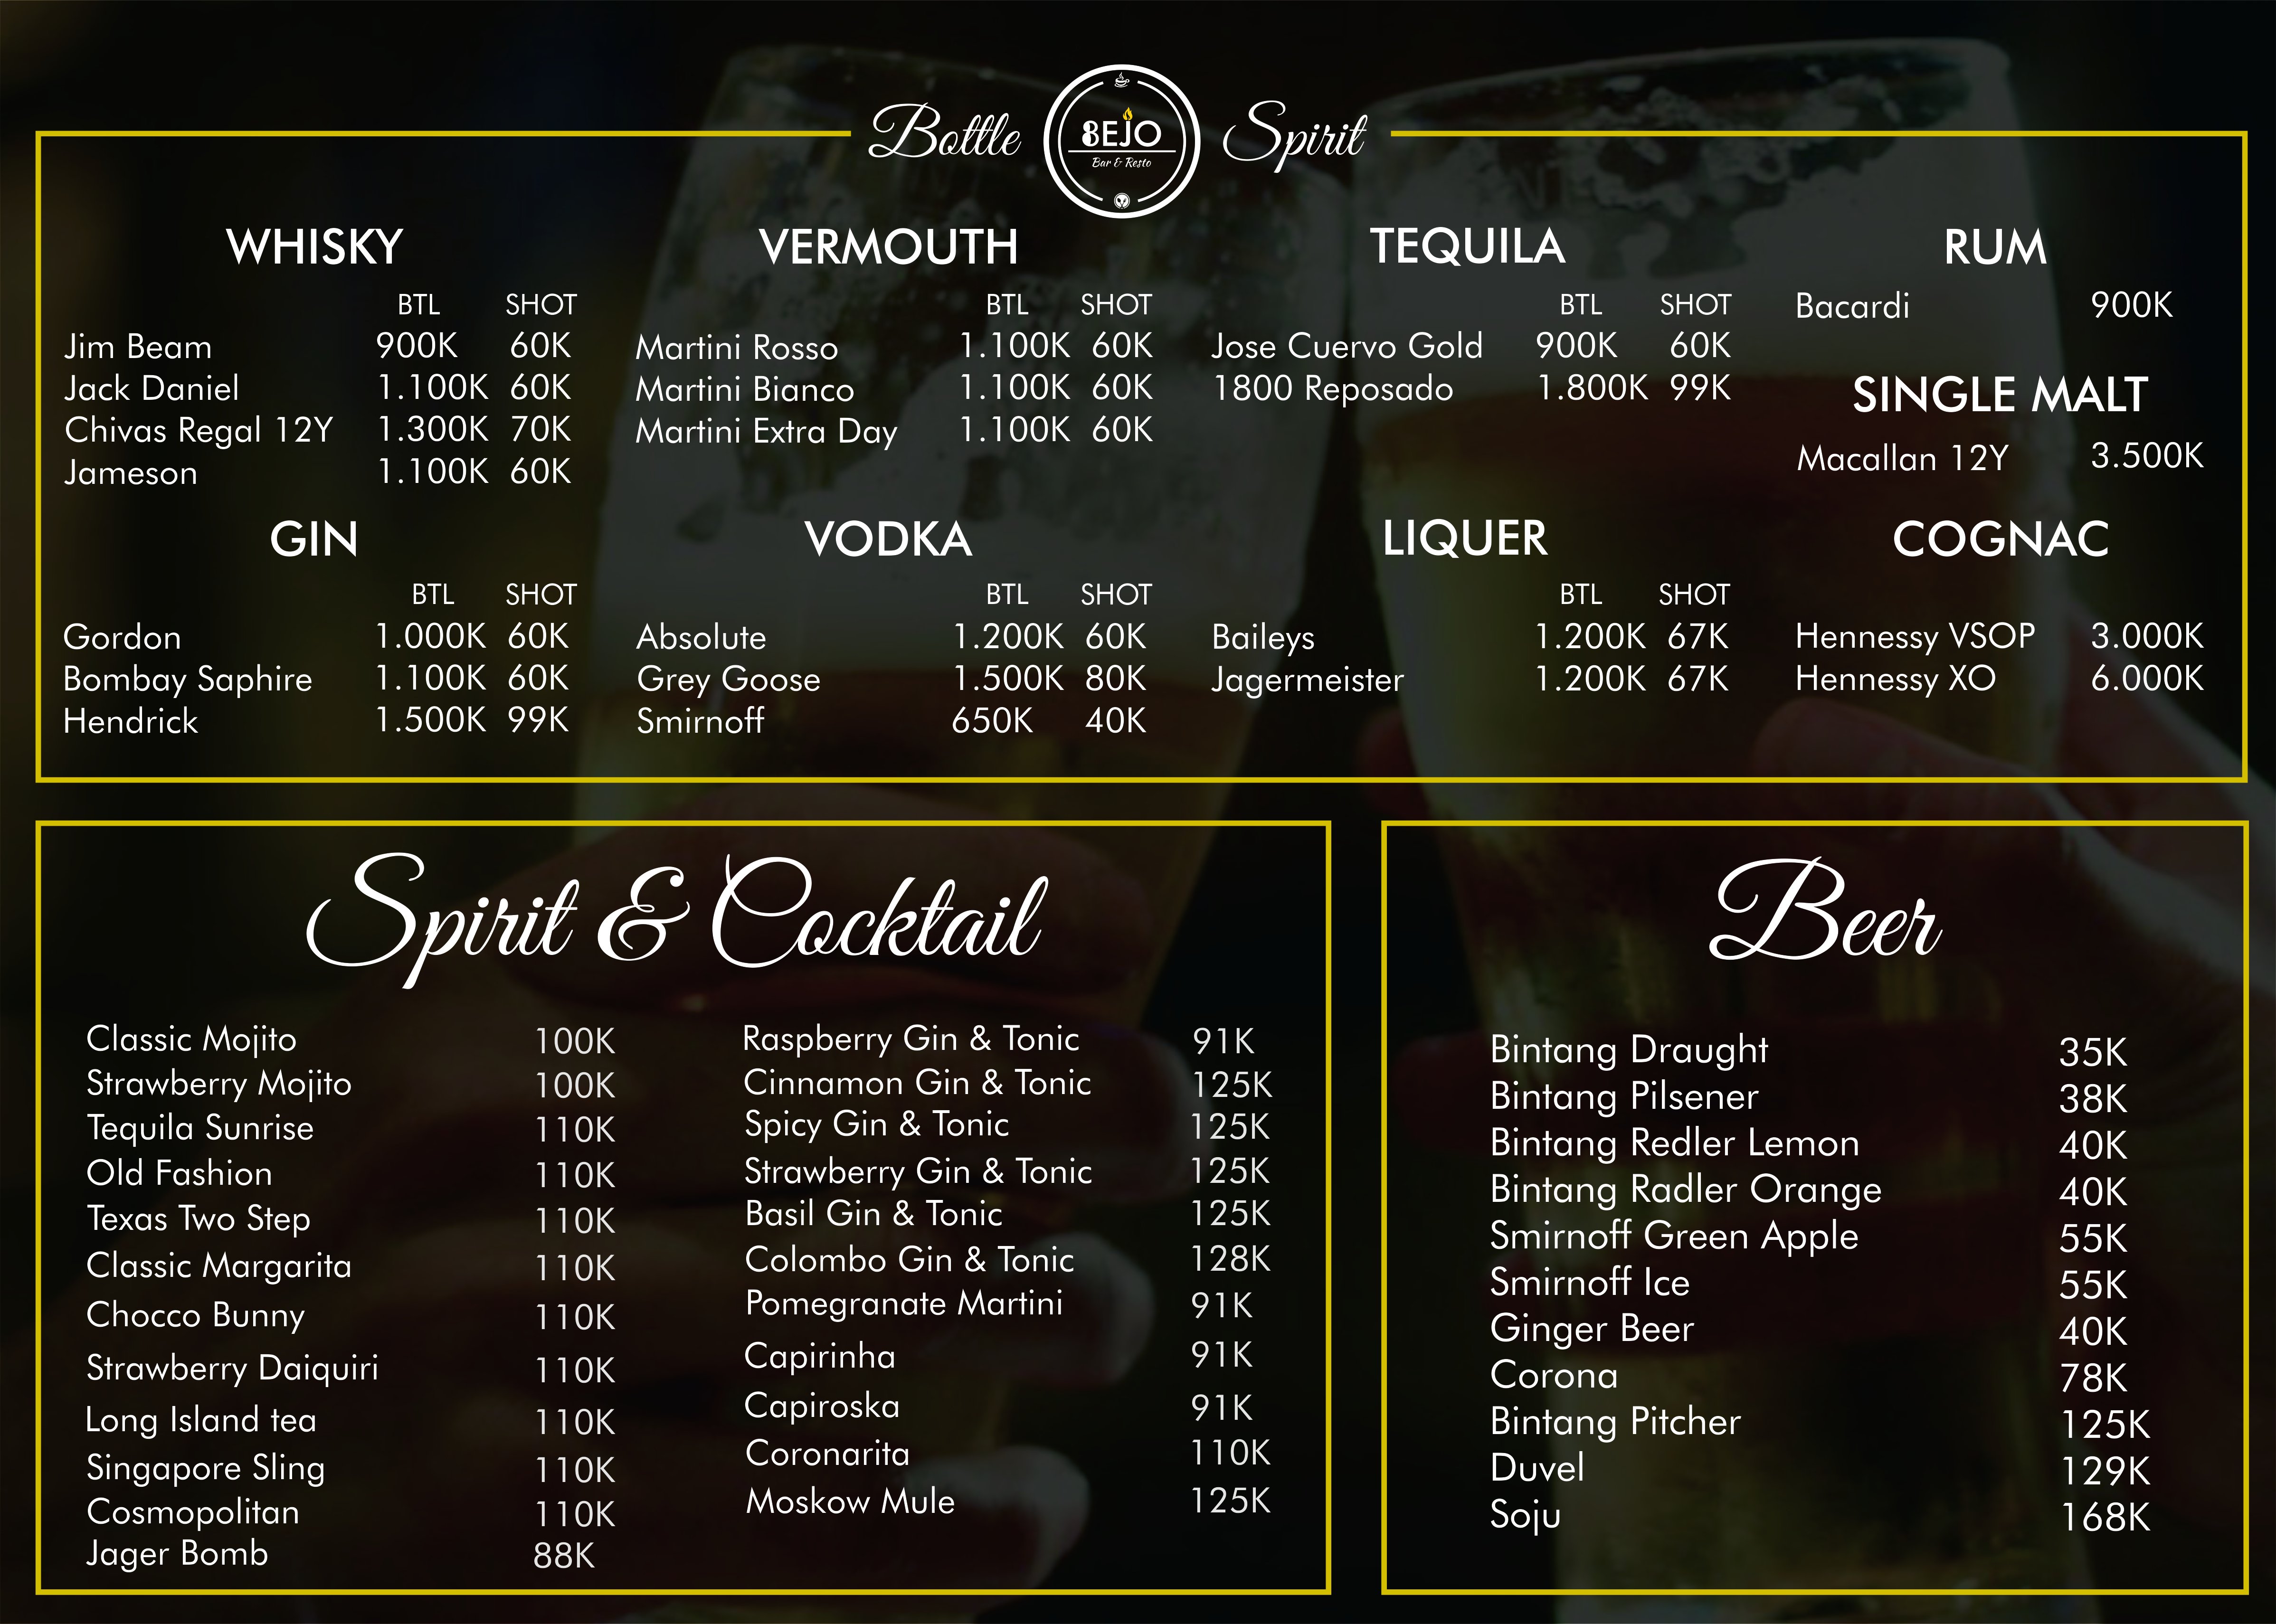 Bottle
BEJO
Bar & Resto
Spirit
WHISKY
BTL SHOT
Jim Beam 900K 60K
Jack Daniel 1.100K 60K
Chivas Regal 12Y 1.300K 70K
Jameson 1.100K 60K
VERMOUTH
BTL SHOT
Martini Rosso 1.100K 60K
Martini Bianco 1.100K 60K
Martini Extra Day 1.100K 60K
TEQUILA
BTL SHOT
Jose Cuervo Gold 900K 60K
1800 Reposado 1.800K 99K
RUM
Bacardi 900K
SINGLE MALT
Macallan 12Y 3.500K
GIN
BTL SHOT
Gordon 1.000K 60K
Bombay Saphire 1.100K 60K
Hendrick 1.500K 99K
VODKA
BTL SHOT
Absolute 1.200K 60K
Grey Goose 1.500K 80K
Smirnoff 650K 40K
LIQUER
BTL SHOT
Baileys 1.200K 67K
Jagermeister 1.200K 67K
COGNAC
Hennessy VSOP 3.000K
Hennessy XO 6.000K
Spirit & Cocktail
Classic Mojito 100K
Strawberry Mojito 100K
Tequila Sunrise 110K
Old Fashion 110K
Texas Two Step 110K
Classic Margarita 110K
Chocco Bunny 110K
Strawberry Daiquiri 110K
Long Island tea 110K
Singapore Sling 110K
Cosmopolitan 110K
Jager Bomb 88K
Raspberry Gin & Tonic 91K
Cinnamon Gin & Tonic 125K
Spicy Gin & Tonic 125K
Strawberry Gin & Tonic 125K
Basil Gin & Tonic 125K
Colombo Gin & Tonic 128K
Pomegranate Martini 91K
Capirinha 91K
Capiroska 91K
Coronarita 110K
Moskow Mule 125K
Beer
Bintang Draught 35K
Bintang Pilsener 38K
Bintang Redler Lemon 40K
Bintang Radler Orange 40K
Smirnoff Green Apple 55K
Smirnoff Ice 55K
Ginger Beer 40K
Corona 78K
Bintang Pitcher 125K
Duvel 129K
Soju 168K